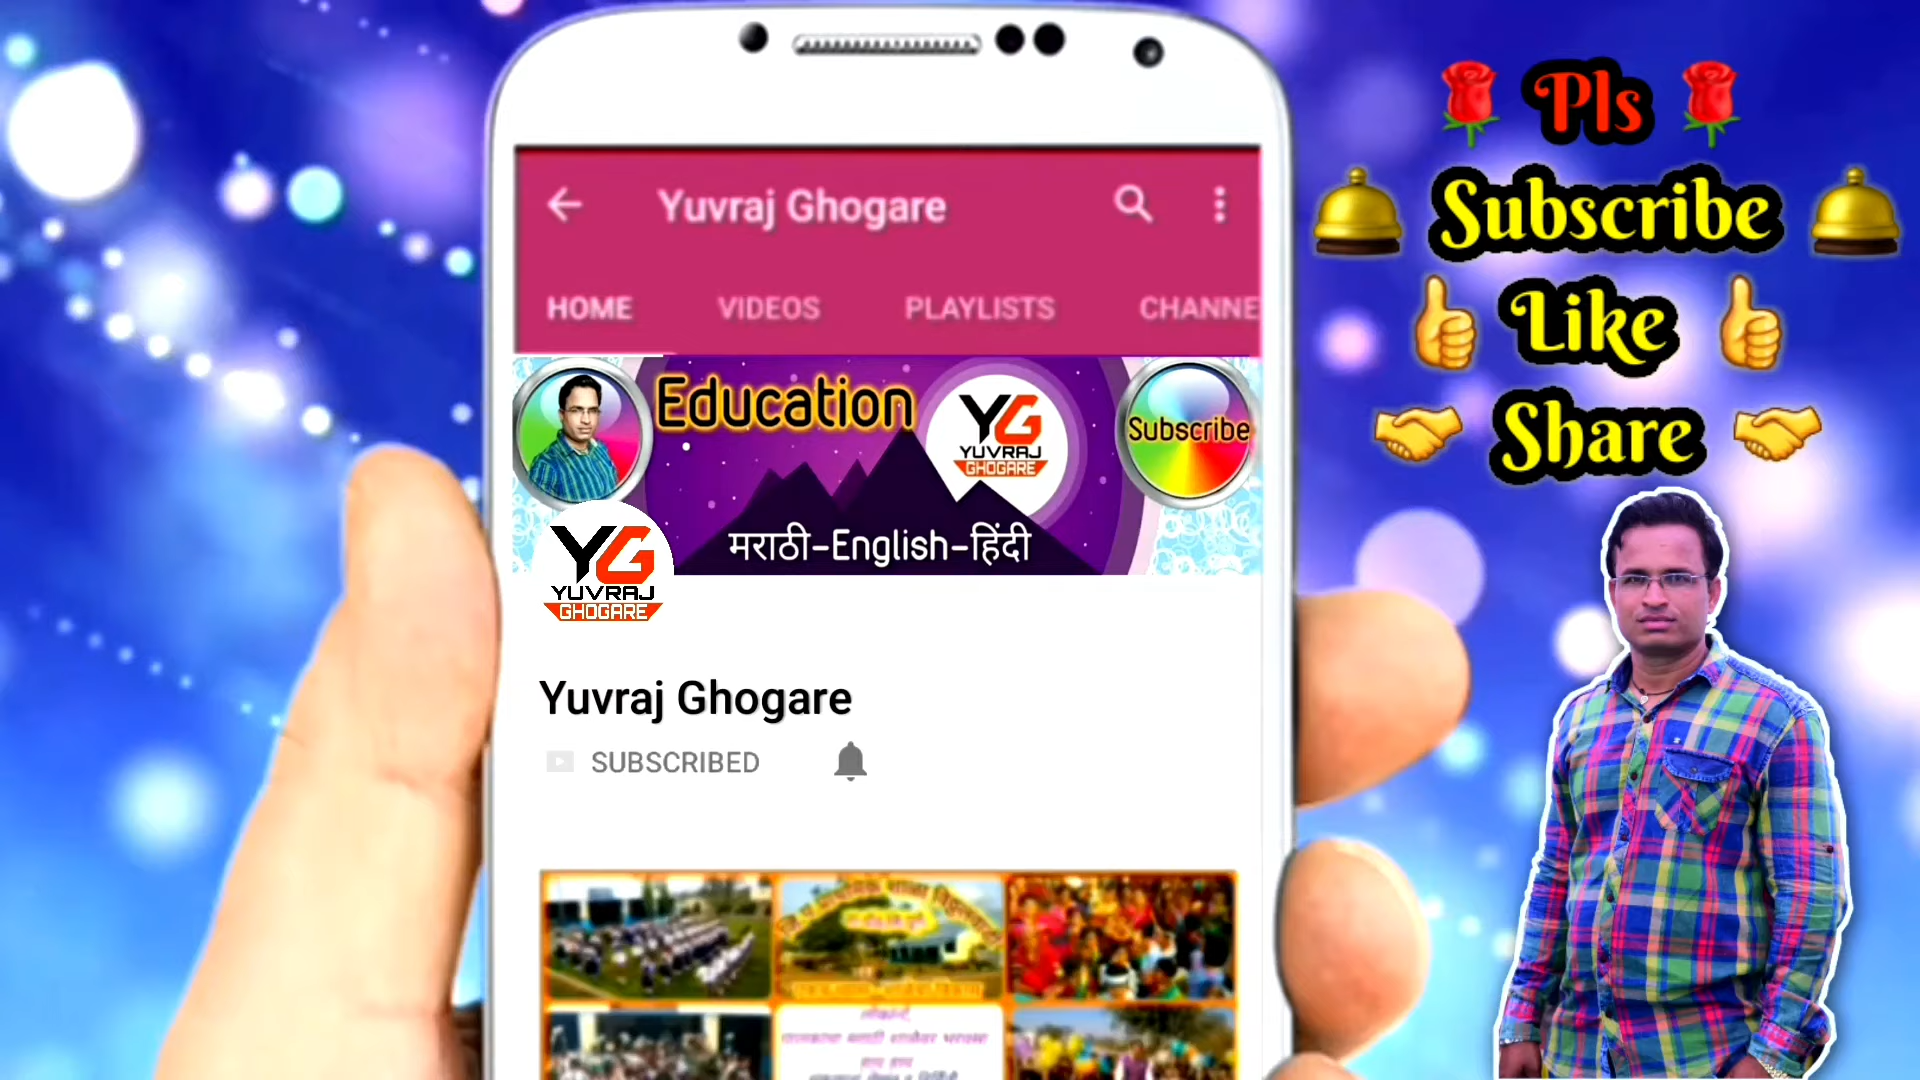 Yuvraj Ghogare
HOME VIDEOS PLAYLISTS CHANNE
Education
YG
YUVRAJ
GHOGARE
Subscribe
मराठी-English-हिंदी
YG
YUVRAJ
GHOGARE
Yuvraj Ghogare
SUBSCRIBED
Pls
Subscribe
Like
Share